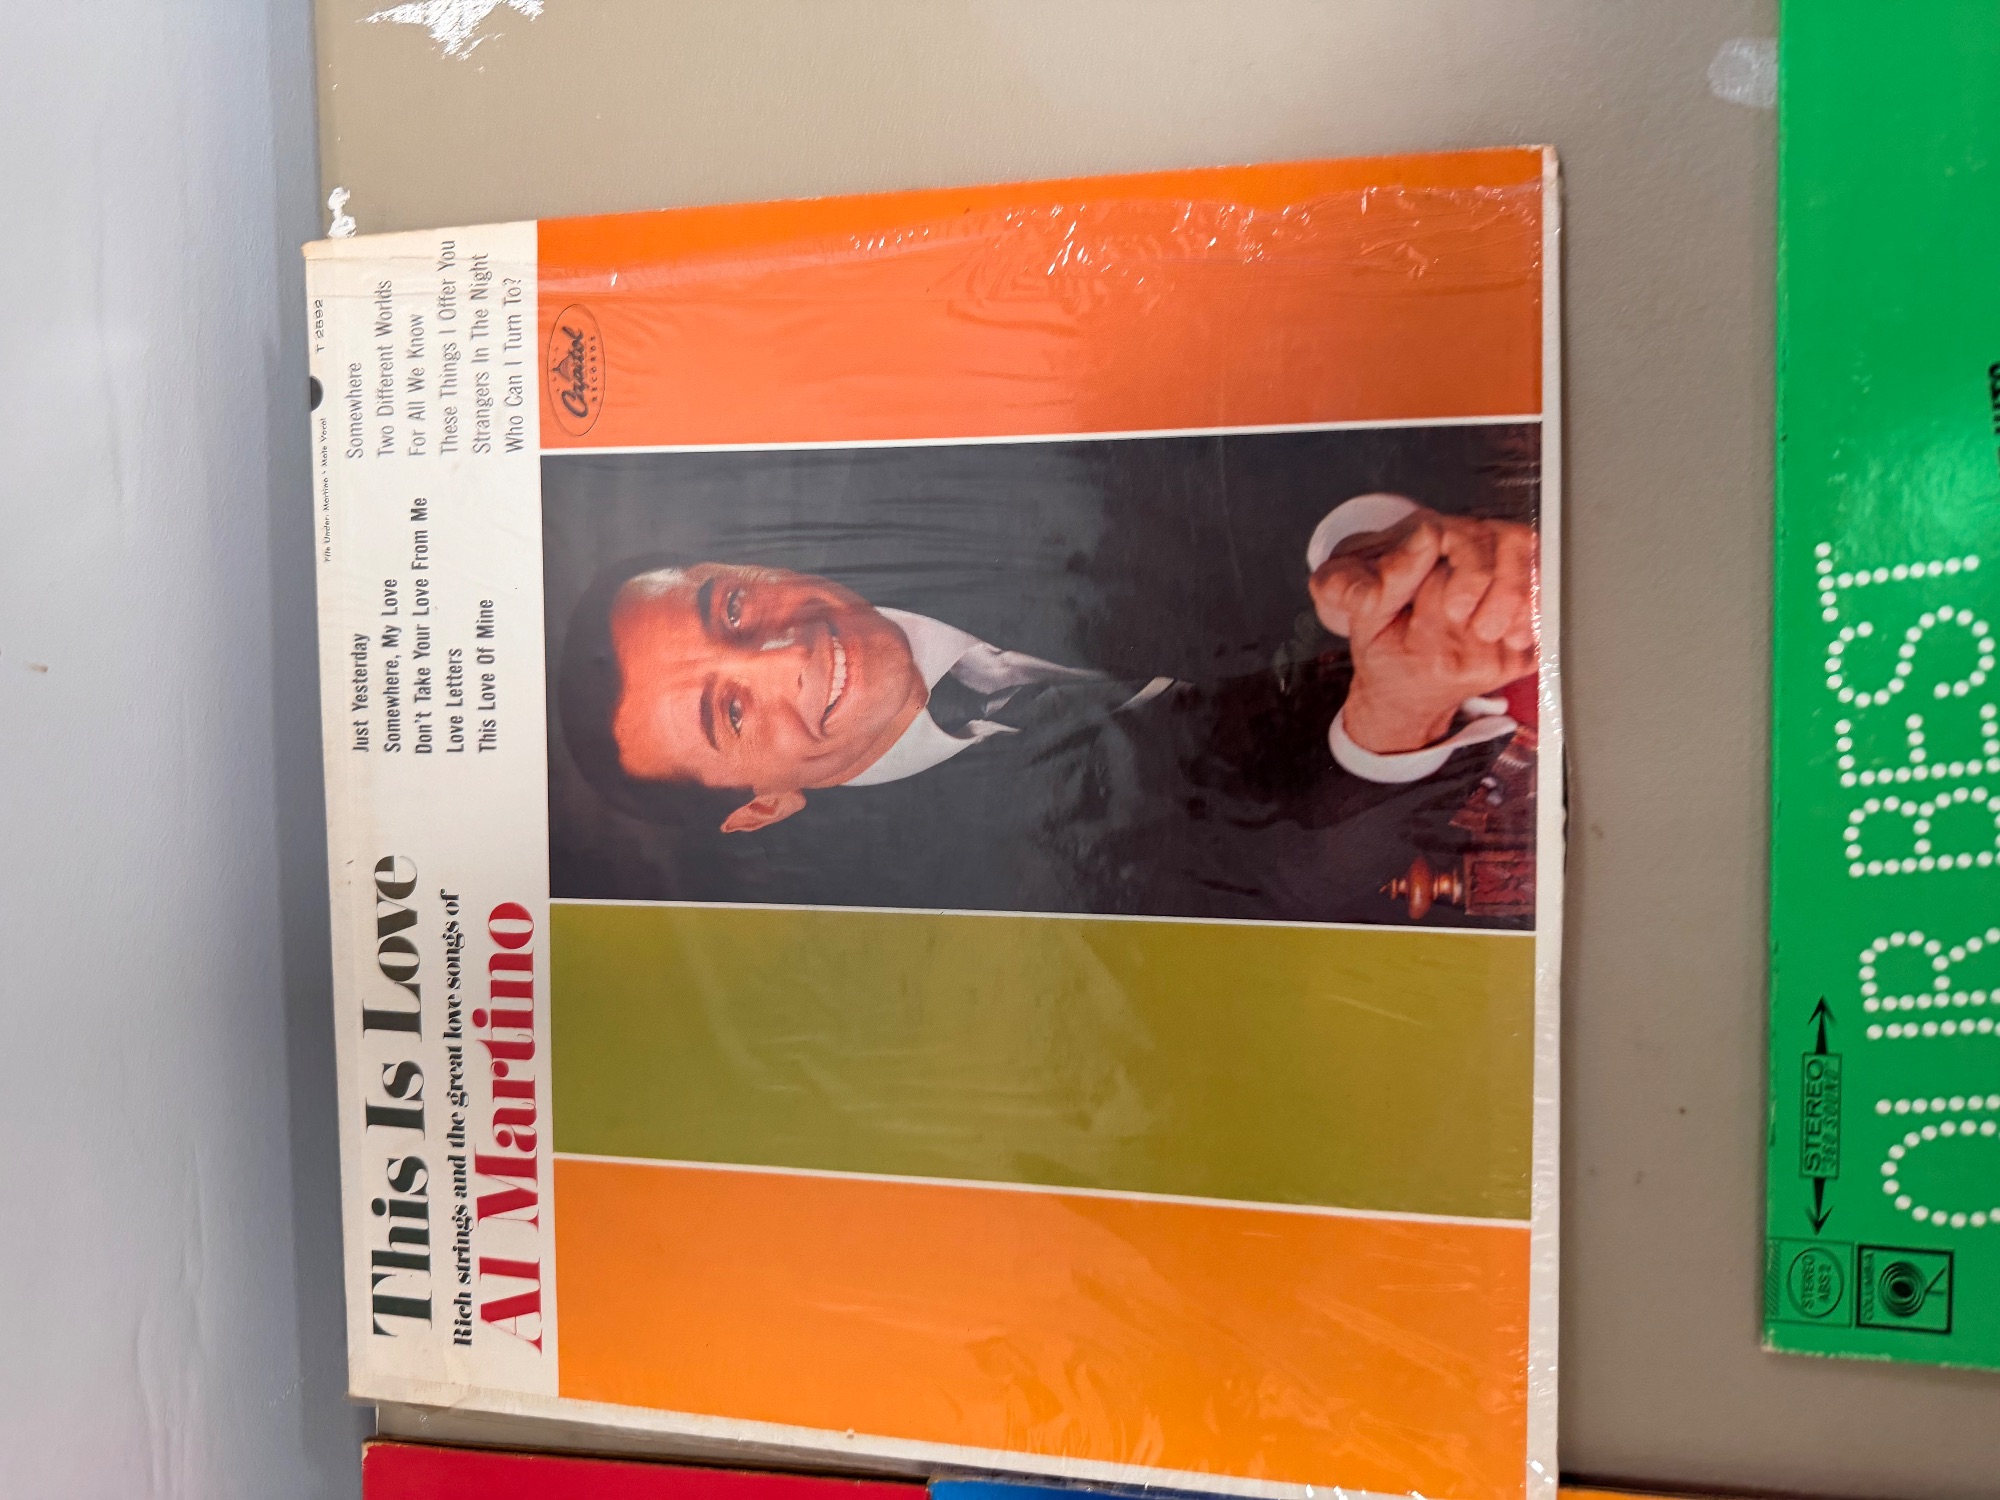 File Under: Martino • Male Vocal
T 2592
This Is Love
Rich strings and the great love songs of
Al Martino
Just Yesterday
Somewhere, My Love
Don't Take Your Love From Me
Love Letters
This Love Of Mine
Somewhere
Two Different Worlds
For All We Know
These Things I Offer You
Strangers In The Night
Who Can I Turn To?
Capitol
RECORDS
STEREO
360 SOUND
STEREO
COLUMBIA
OUR BEST